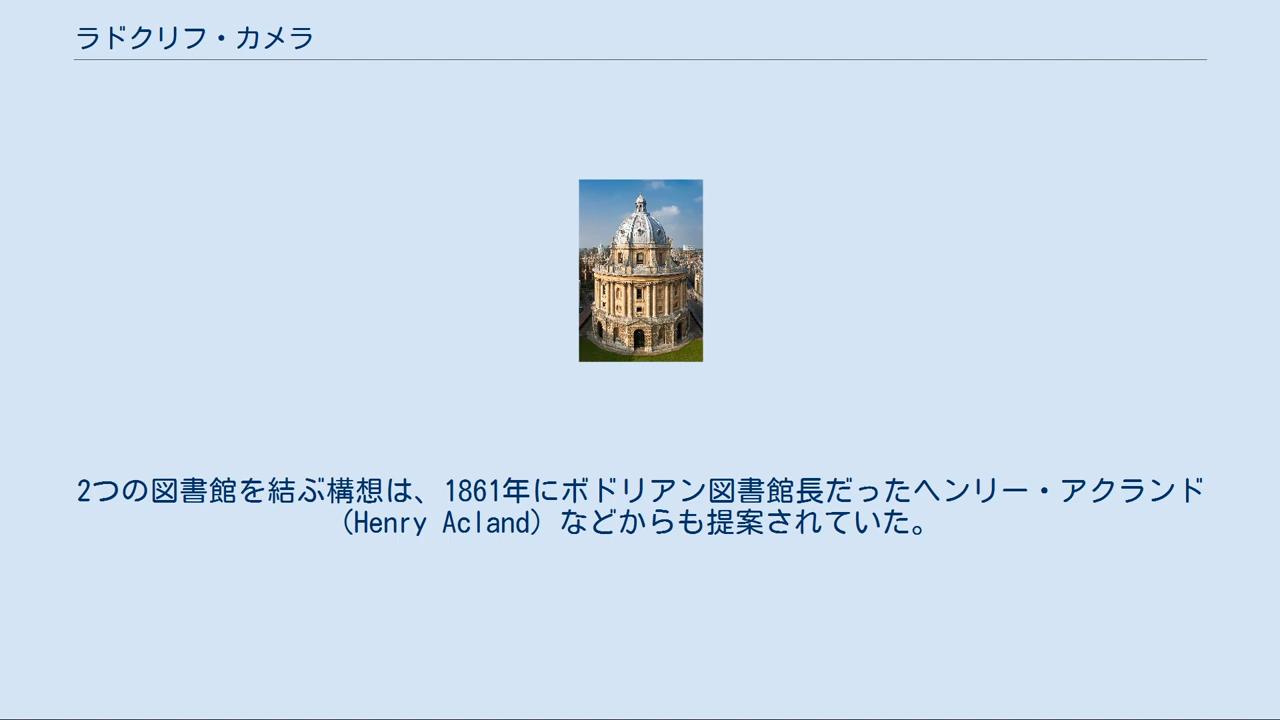 ラドクリフ・カメラ
2つの図書館を結ぶ構想は、1861年にボドリアン図書館長だったヘンリー・アクランド
（Henry Acland）などからも提案されていた。